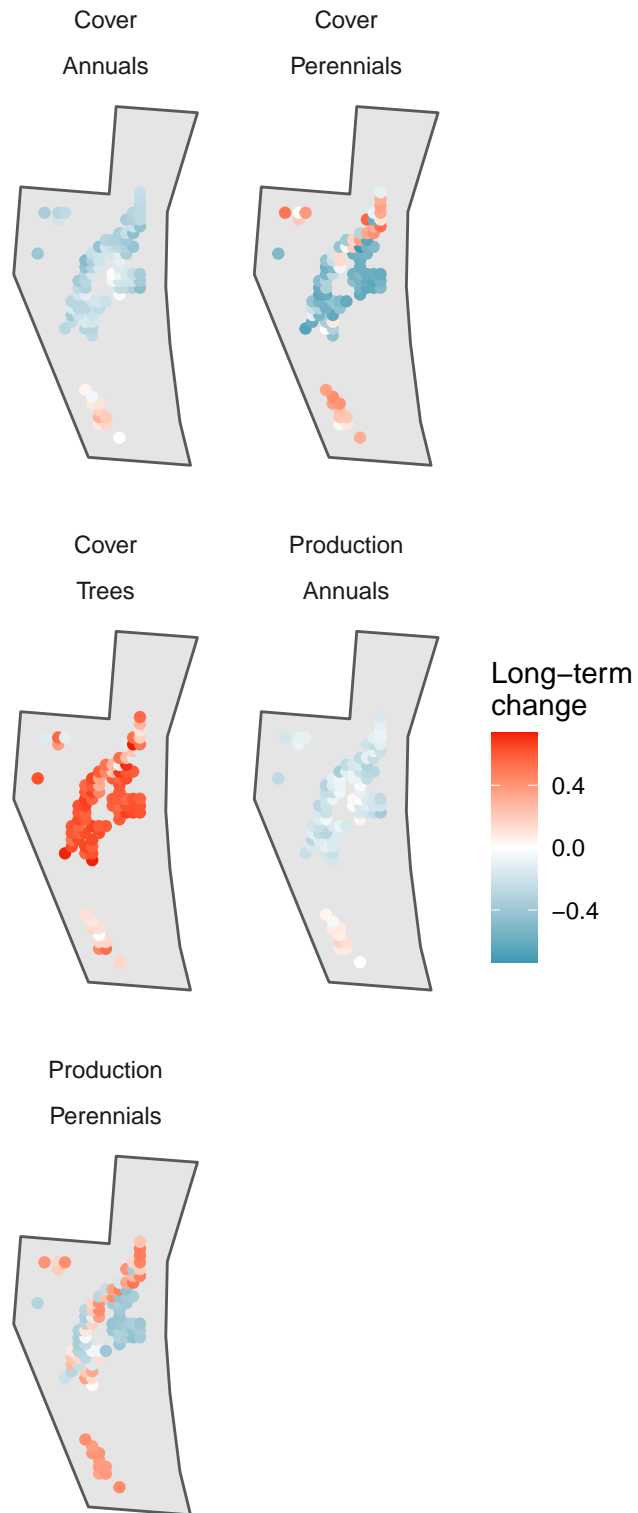 Cover
Annuals
Cover
Perennials
Cover
Trees
Production
Annuals
Long−term
change
0.4
0.0
−0.4
Production
Perennials